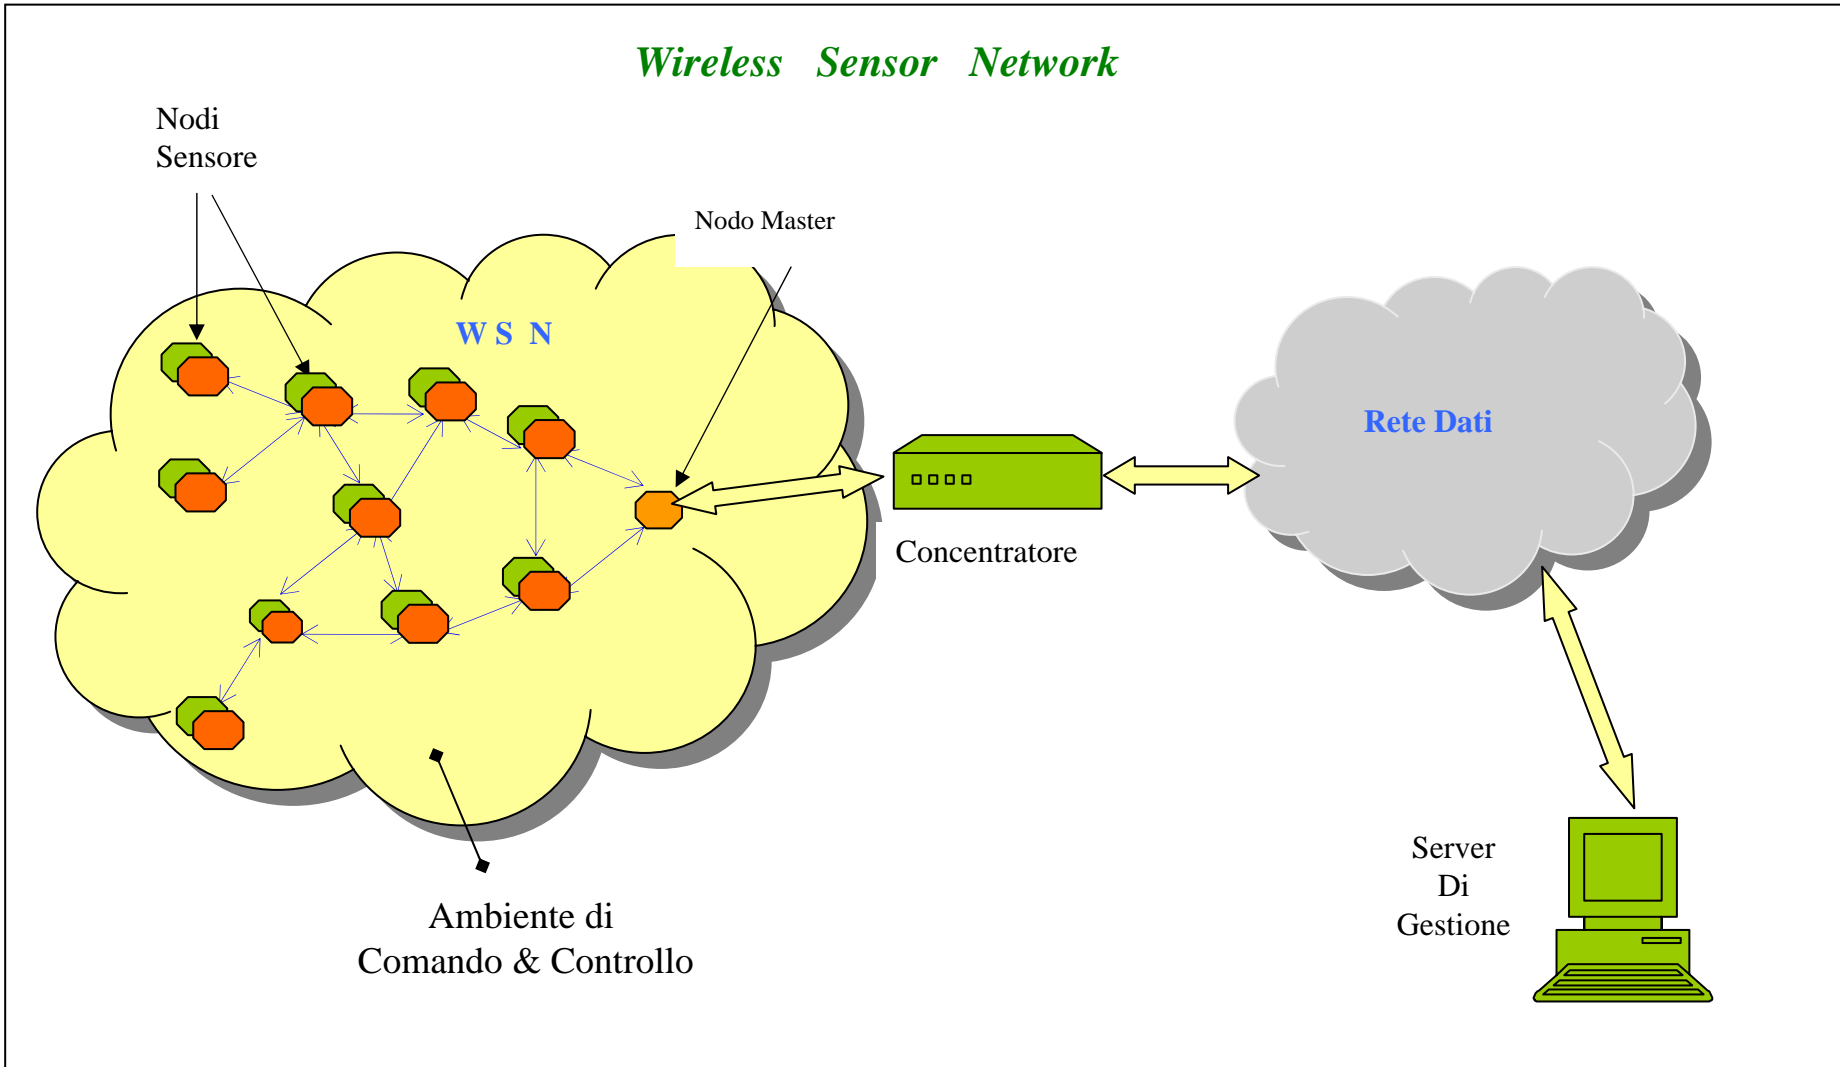 Wireless Sensor Network
Nodi
Sensore
Nodo Master
W S N
Rete Dati
Concentratore
Server
Di
Gestione
Ambiente di
Comando & Controllo